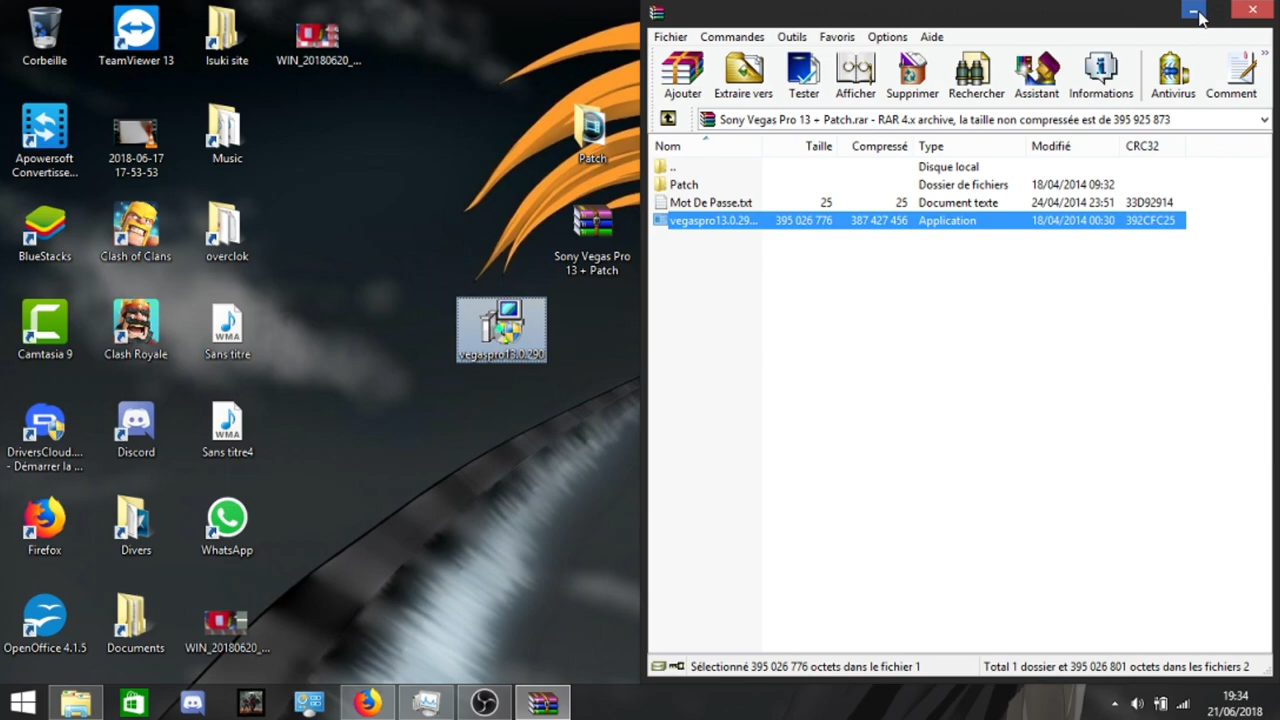 Corbeille
TeamViewer 13
Isuki site
WIN_20180620_...
Apowersoft
Convertisse...
2018-06-17
17-53-53
Music
Patch
BlueStacks
Clash of Clans
overclok
Sony Vegas Pro
13 + Patch
Camtasia 9
Clash Royale
Sans titre
vegaspro13.0.290
DriversCloud....
- Démarrer la ...
Discord
Sans titre4
Firefox
Divers
WhatsApp
OpenOffice 4.1.5
Documents
WIN_20180620_...
Fichier Commandes Outils Favoris Options Aide
Ajouter Extraire vers Tester Afficher Supprimer Rechercher Assistant Informations Antivirus Comment
Sony Vegas Pro 13 + Patch.rar - RAR 4.x archive, la taille non compressée est de 395 925 873
Nom Taille Compressé Type Modifié CRC32
.. Disque local
Patch Dossier de fichiers 18/04/2014 09:32
Mot De Passe.txt 25 25 Document texte 24/04/2014 23:51 33D92914
vegaspro13.0.29... 395 026 776 387 427 456 Application 18/04/2014 00:30 392CFC25
Sélectionné 395 026 776 octets dans le fichier 1
Total 1 dossier et 395 026 801 octets dans les fichiers 2
19:34
21/06/2018